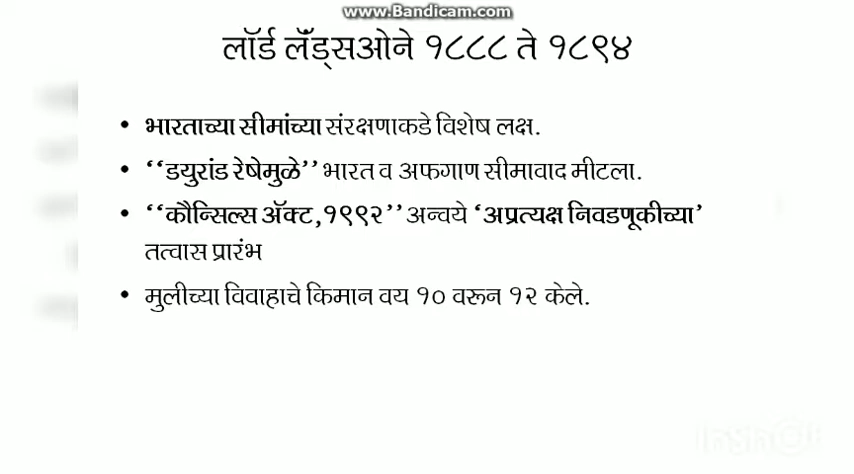 www.Bandicam.com
लॉर्ड लॅंड्सओने १८८८ ते १८९४
• भारताच्या सीमांच्या संरक्षणाकडे विशेष लक्ष.
• ‘‘डयुरांड रेषेमुळे’’ भारत व अफगाण सीमावाद मीटला.
• ‘‘कौन्सिल्स ॲक्ट,१९९२’’ अन्वये ‘अप्रत्यक्ष निवडणूकीच्या’
तत्वास प्रारंभ
• मुलीच्या विवाहाचे किमान वय १० वरून १२ केले.